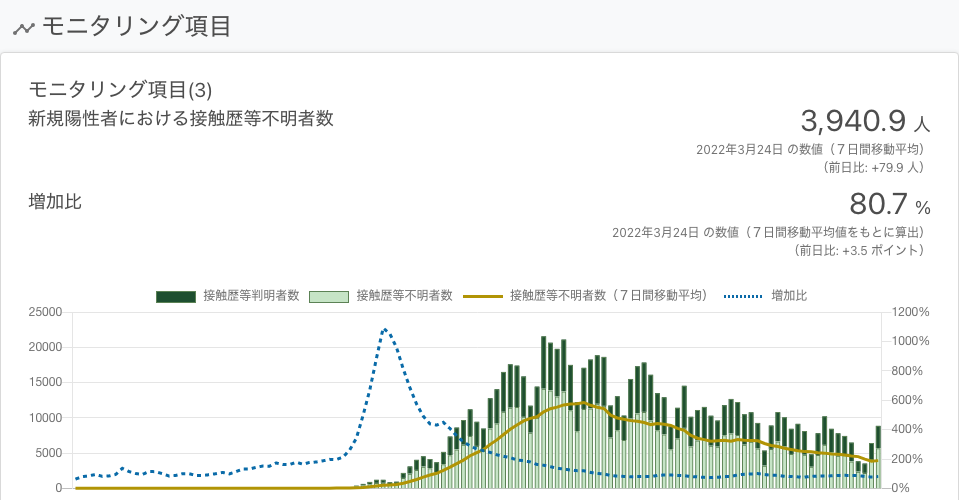 モニタリング項目
モニタリング項目(3)
新規陽性者における接触歴等不明者数
3,940.9 人
2022年3月24日 の数値（７日間移動平均）
（前日比: +79.9 人）
増加比
80.7 %
2022年3月24日 の数値（７日間移動平均値をもとに算出）
（前日比: +3.5 ポイント）
接触歴等判明者数 接触歴等不明者数 接触歴等不明者数（７日間移動平均） 増加比
25000 1200%
20000 1000%
15000 800%
10000 600%
5000 400%
0 200%
0%